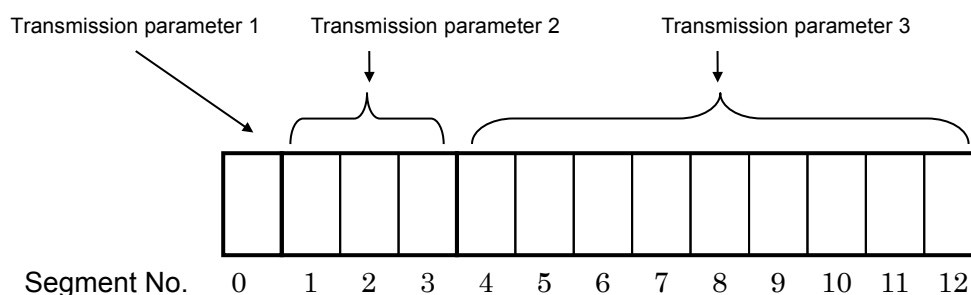 Transmission parameter 1 Transmission parameter 2 Transmission parameter 3
Segment No. 0 1 2 3 4 5 6 7 8 9 10 11 12